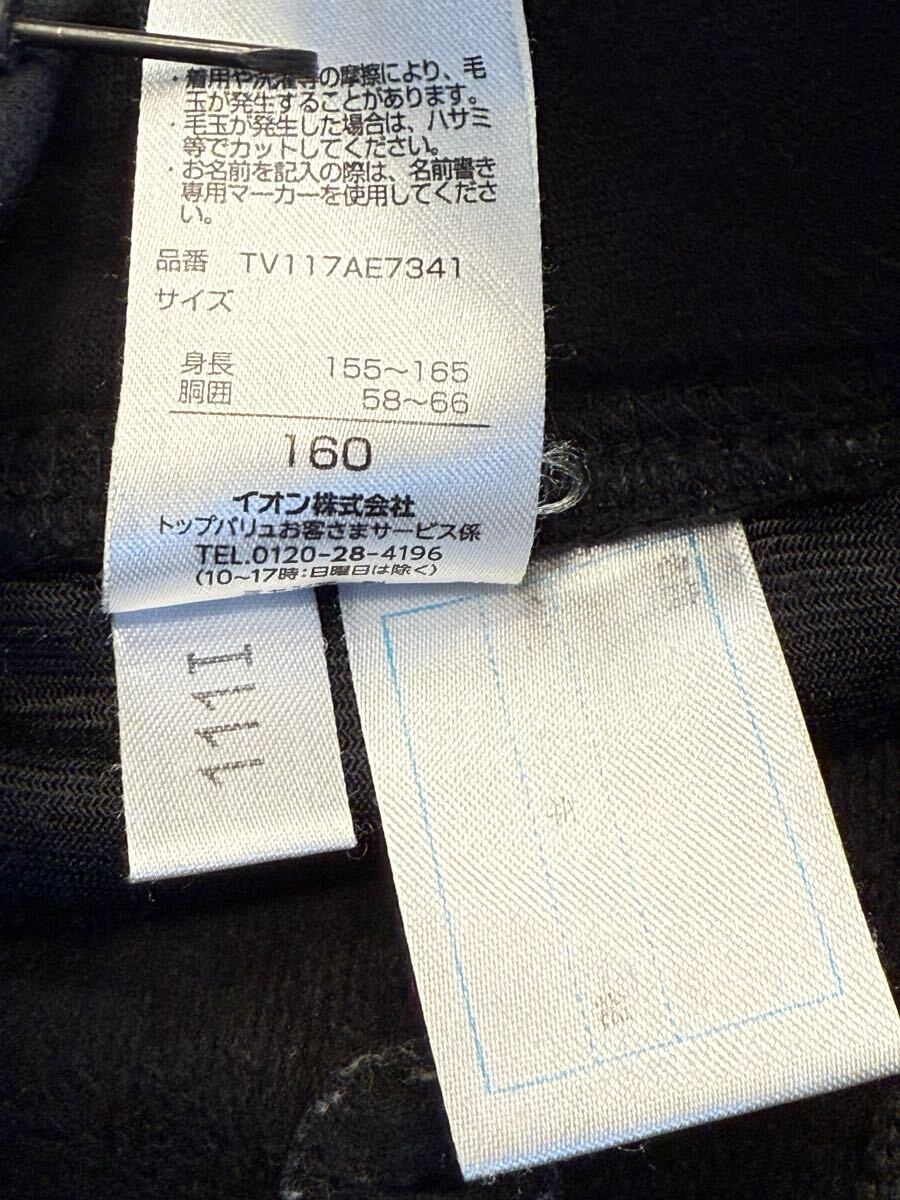 ・着用や洗濯等の摩擦により、毛
玉が発生することがあります。
・毛玉が発生した場合は、ハサミ
等でカットしてください。
・お名前を記入の際は、名前書き
専用マーカーを使用してくださ
い。
品番 TV117AE7341
サイズ
身長 155～165
胴囲 58～66
160
イオン株式会社
トップバリュお客さまサービス係
TEL.0120-28-4196
(10～17時:日曜日は除く)
111I